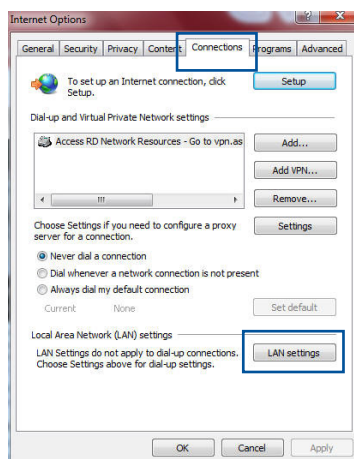 Internet Options
General Security Privacy Content Connections Programs Advanced
To set up an Internet connection, click
Setup.
Setup
Dial-up and Virtual Private Network settings
Access RD Network Resources - Go to vpn.as
Add...
Add VPN...
Remove...
Choose Settings if you need to configure a proxy
server for a connection.
Settings
Never dial a connection
Dial whenever a network connection is not present
Always dial my default connection
Current None
Set default
Local Area Network (LAN) settings
LAN Settings do not apply to dial-up connections.
Choose Settings above for dial-up settings.
LAN settings
OK Cancel Apply